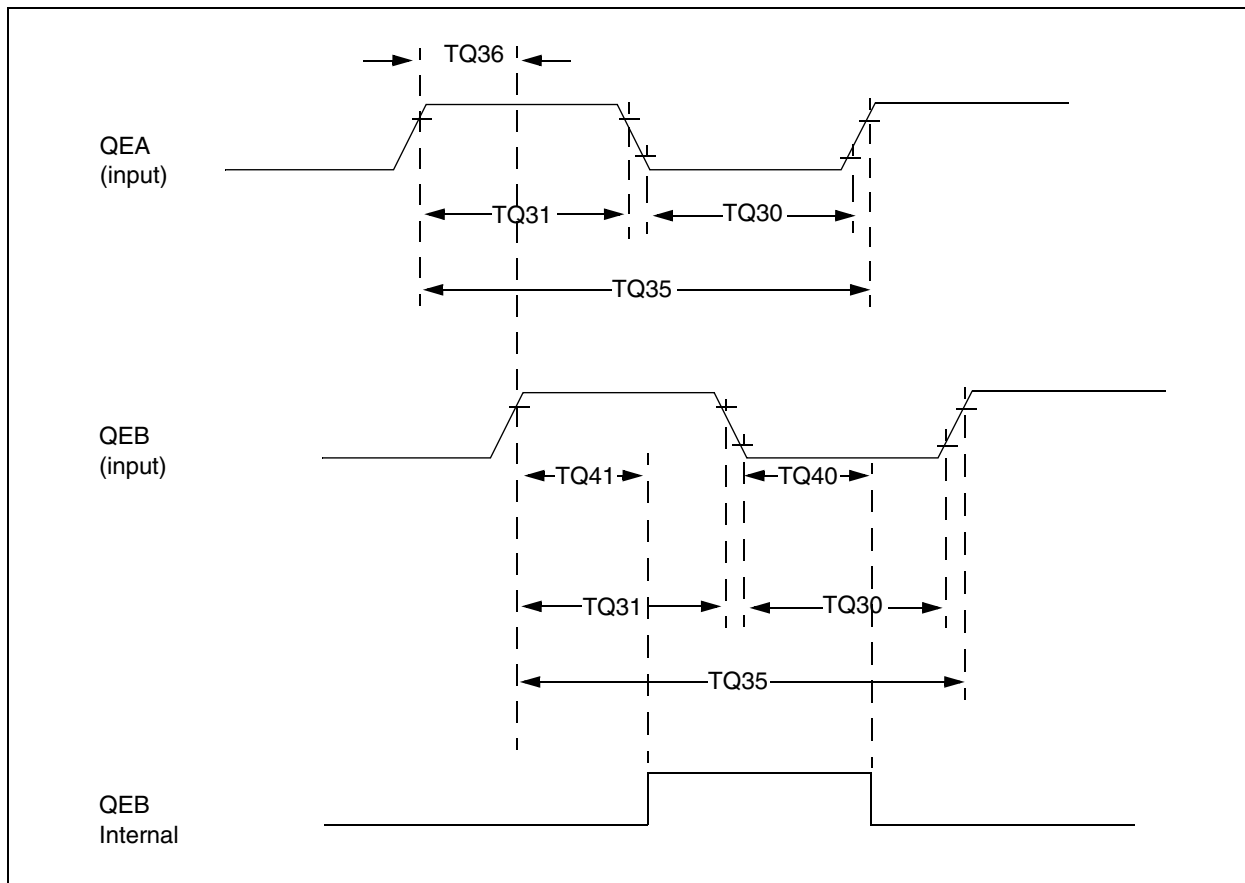 TQ36
QEA
(input)
TQ31
TQ30
TQ35
QEB
(input)
TQ41
TQ40
TQ31
TQ30
TQ35
QEB
Internal